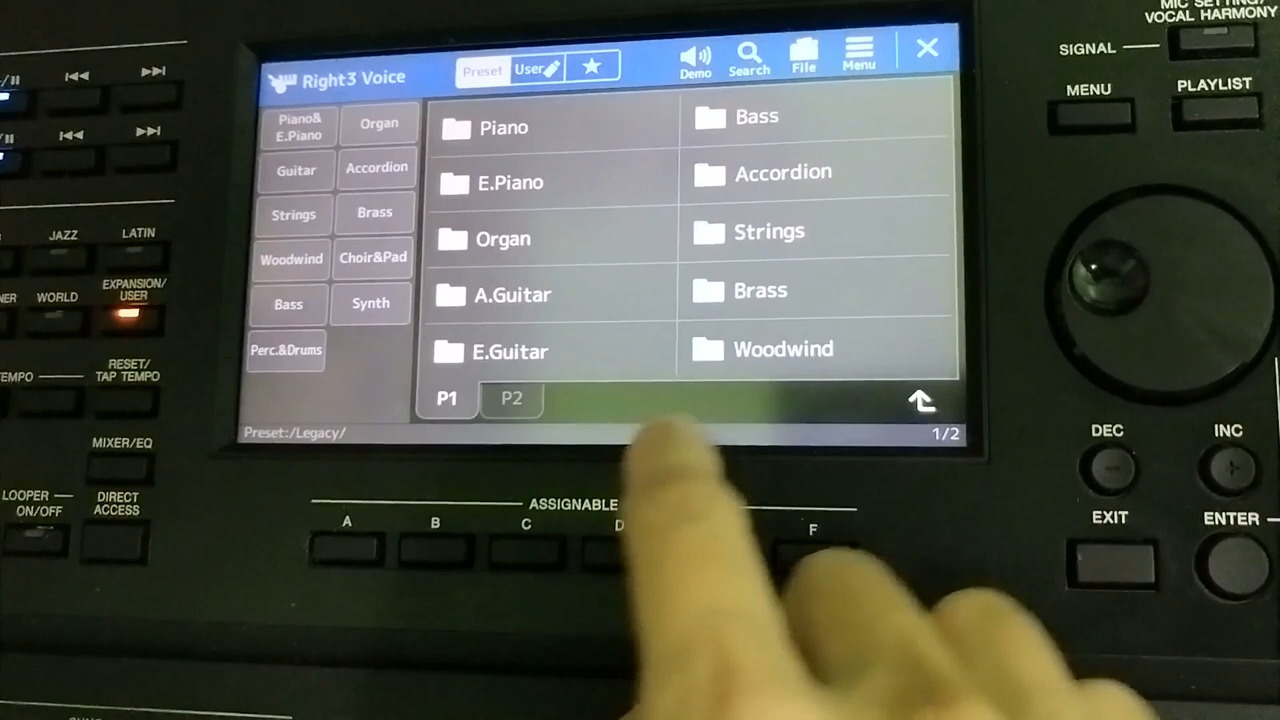 MIC SETTING/
VOCAL HARMONY
SIGNAL
MENU
PLAYLIST
Right3 Voice
Preset
User
Demo
Search
File
Menu
Piano&
E.Piano
Organ
Guitar
Accordion
Strings
Brass
Woodwind
Choir&Pad
Bass
Synth
Perc.&Drums
Piano
E.Piano
Organ
A.Guitar
E.Guitar
Bass
Accordion
Strings
Brass
Woodwind
P1
P2
Preset:/Legacy/
1/2
JAZZ
LATIN
WORLD
EXPANSION/
USER
RESET/
TAP TEMPO
MIXER/EQ
LOOPER
ON/OFF
DIRECT
ACCESS
ASSIGNABLE
A
B
C
D
F
DEC
INC
EXIT
ENTER